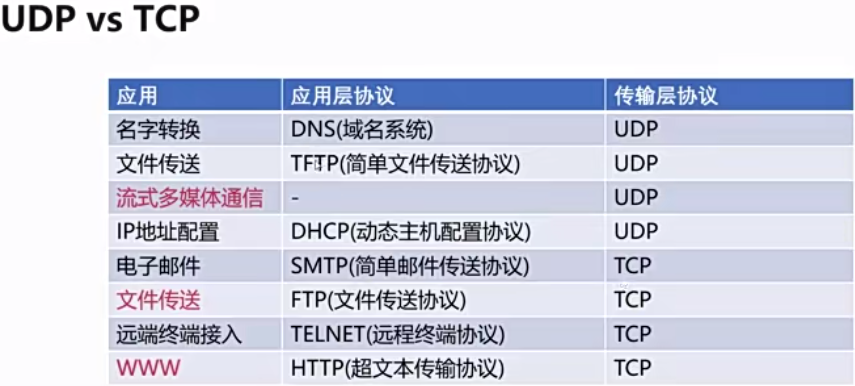 UDP vs TCP
应用 应用层协议 传输层协议
名字转换 DNS(域名系统) UDP
文件传送 TFTP(简单文件传送协议) UDP
流式多媒体通信 - UDP
IP地址配置 DHCP(动态主机配置协议) UDP
电子邮件 SMTP(简单邮件传送协议) TCP
文件传送 FTP(文件传送协议) TCP
远端终端接入 TELNET(远程终端协议) TCP
WWW HTTP(超文本传输协议) TCP